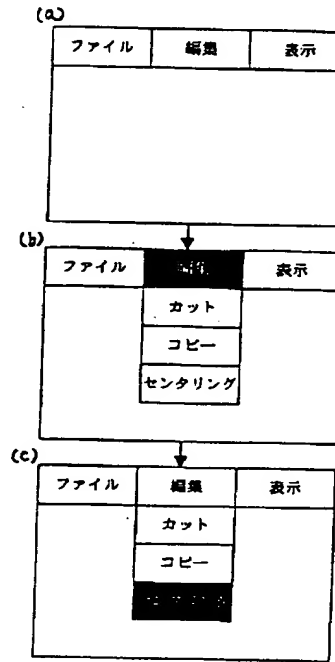 (a)
ファイル 編集 表示
(b)
ファイル 編集 表示
カット
コピー
センタリング
(c)
ファイル 編集 表示
カット
コピー